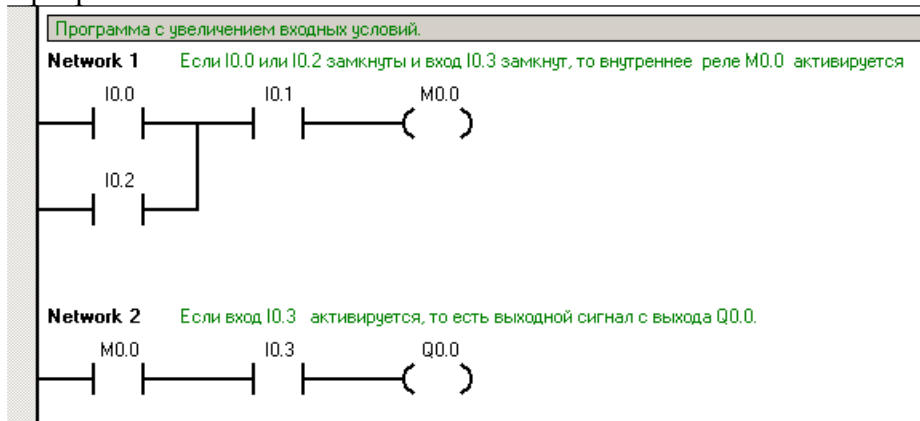 Программа с увеличением входных условий.
Network 1 Если I0.0 или I0.2 замкнуты и вход I0.3 замкнут, то внутреннее реле M0.0 активируется
I0.0 I0.1 M0.0
I0.2
Network 2 Если вход I0.3 активируется, то есть выходной сигнал с выхода Q0.0.
M0.0 I0.3 Q0.0